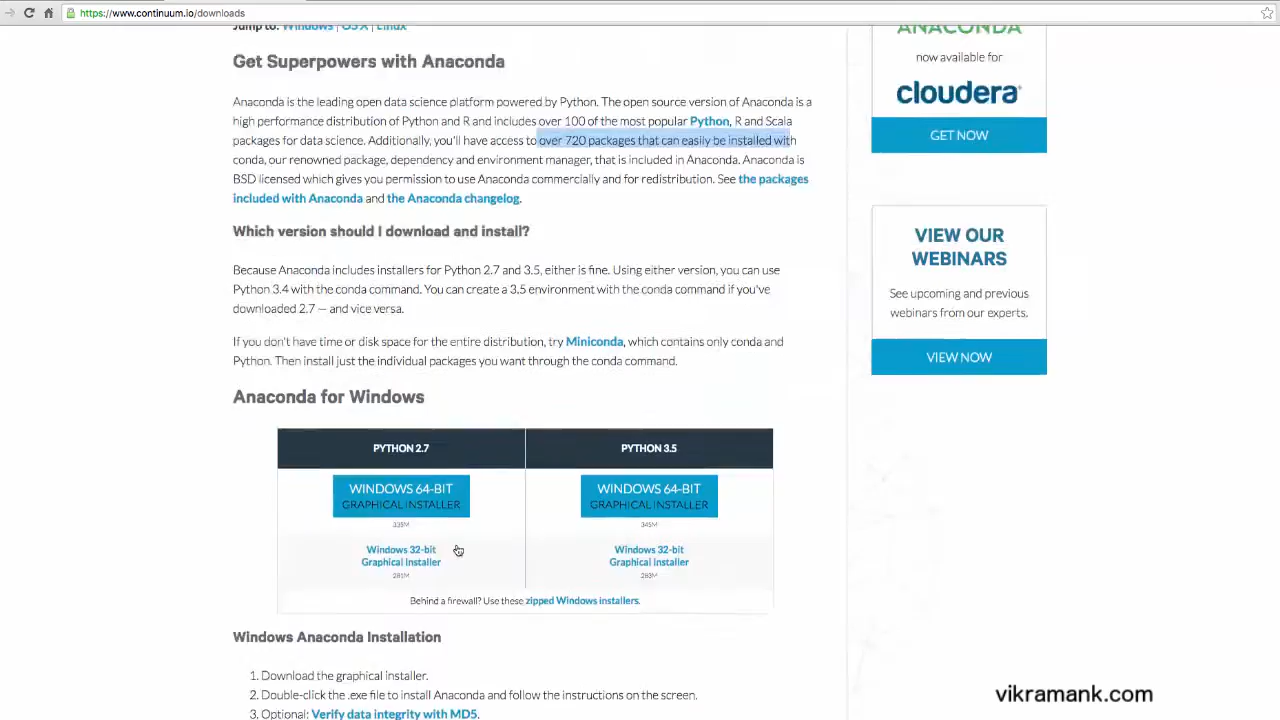 https://www.continuum.io/downloads
Jump to: Windows | OS X | Linux
Get Superpowers with Anaconda
Anaconda is the leading open data science platform powered by Python. The open source version of Anaconda is a
high performance distribution of Python and R and includes over 100 of the most popular Python, R and Scala
packages for data science. Additionally, you'll have access to over 720 packages that can easily be installed with
conda, our renowned package, dependency and environment manager, that is included in Anaconda. Anaconda is
BSD licensed which gives you permission to use Anaconda commercially and for redistribution. See the packages
included with Anaconda and the Anaconda changelog.
Which version should I download and install?
Because Anaconda includes installers for Python 2.7 and 3.5, either is fine. Using either version, you can use
Python 3.4 with the conda command. You can create a 3.5 environment with the conda command if you've
downloaded 2.7 — and vice versa.
If you don't have time or disk space for the entire distribution, try Miniconda, which contains only conda and
Python. Then install just the individual packages you want through the conda command.
Anaconda for Windows
PYTHON 2.7
WINDOWS 64-BIT
GRAPHICAL INSTALLER
335M
Windows 32-bit
Graphical Installer
281M
PYTHON 3.5
WINDOWS 64-BIT
GRAPHICAL INSTALLER
345M
Windows 32-bit
Graphical Installer
283M
Behind a firewall? Use these zipped Windows installers.
Windows Anaconda Installation
1. Download the graphical installer.
2. Double-click the .exe file to install Anaconda and follow the instructions on the screen.
3. Optional: Verify data integrity with MD5.
ANACONDA
now available for
cloudera
GET NOW
VIEW OUR
WEBINARS
See upcoming and previous
webinars from our experts.
VIEW NOW
vikramank.com